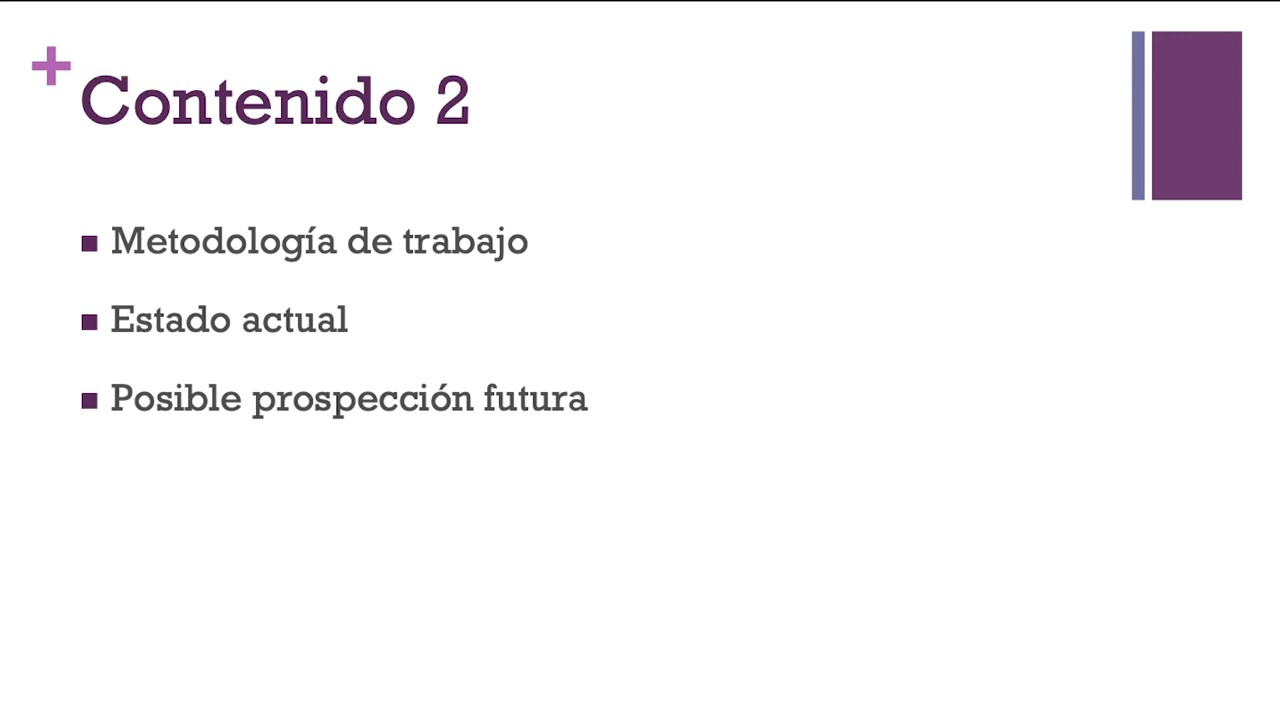 Contenido 2
Metodología de trabajo
Estado actual
Posible prospección futura